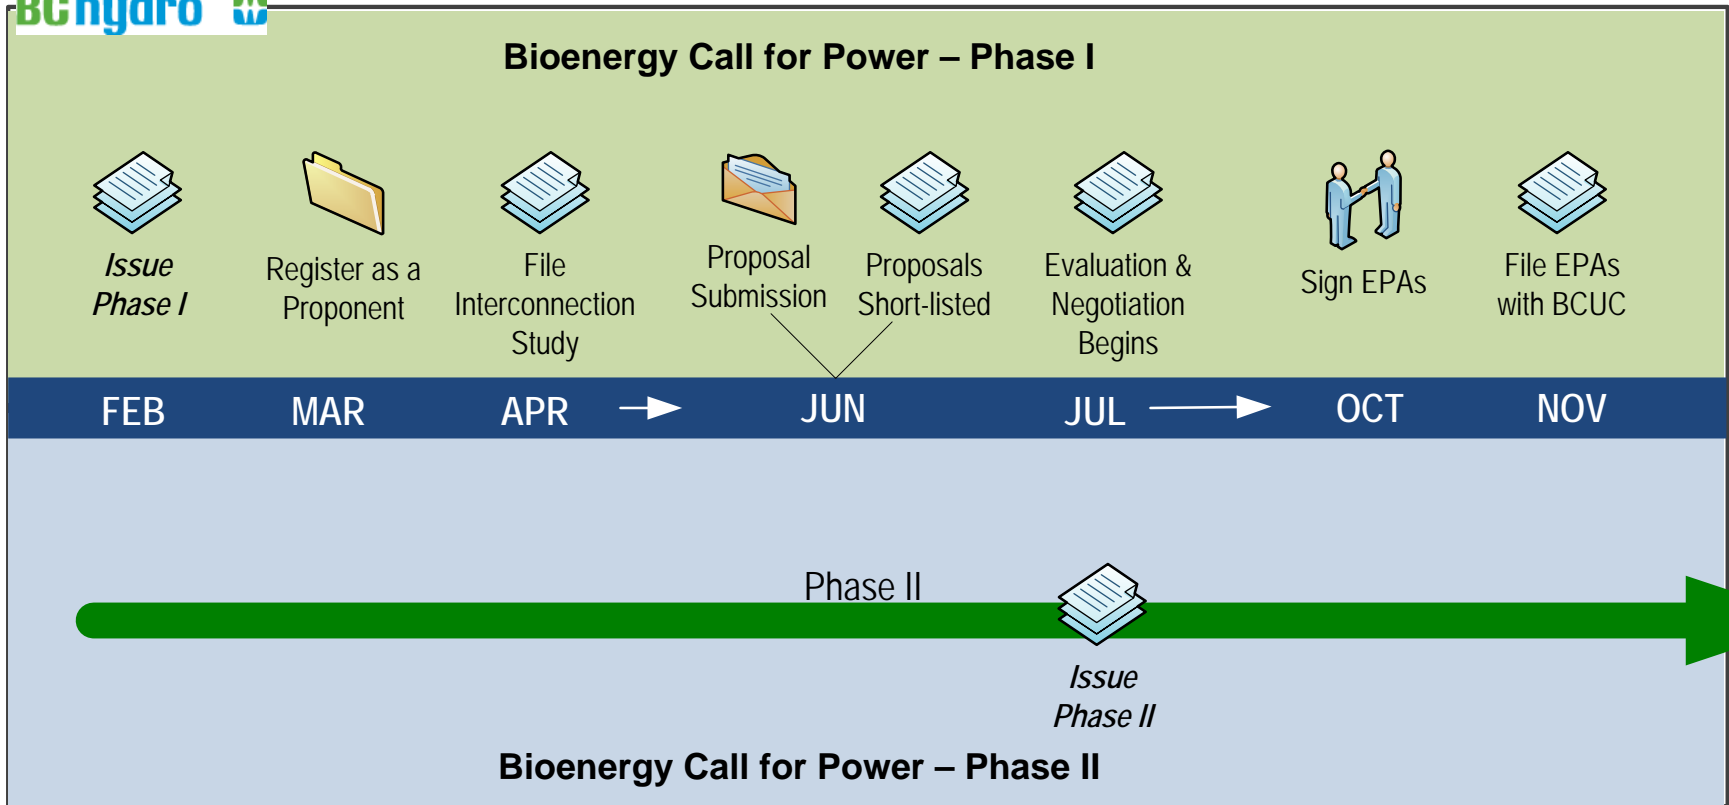 BChydro
Bioenergy Call for Power – Phase I
Issue
Phase I
Register as a
Proponent
File
Interconnection
Study
Proposal
Submission
Proposals
Short-listed
Evaluation &
Negotiation
Begins
Sign EPAs
File EPAs
with BCUC
FEB MAR APR JUN JUL OCT NOV
Phase II
Issue
Phase II
Bioenergy Call for Power – Phase II